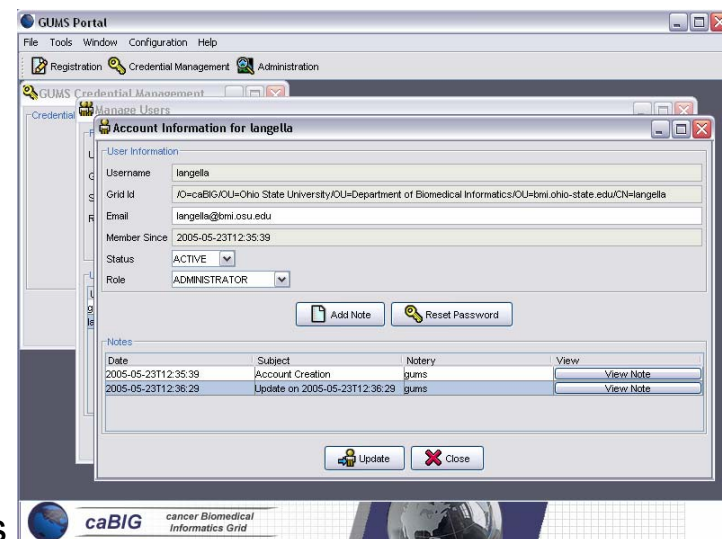 GUMS Portal
File Tools Window Configuration Help
Registration Credential Management Administration
GUMS Credential Management
Credential
Manage Users
Account Information for langella
User Information
Username langella
Grid Id /O=caBIG/OU=Ohio State University/OU=Department of Biomedical Informatics/OU=bmi.ohio-state.edu/CN=langella
Email langella@bmi.osu.edu
Member Since 2005-05-23T12:35:39
Status ACTIVE
Role ADMINISTRATOR
Add Note Reset Password
Notes
Date Subject Notery View
2005-05-23T12:35:39 Account Creation gums View Note
2005-05-23T12:36:29 Update on 2005-05-23T12:36:29 gums View Note
Update Close
s
caBIG cancer Biomedical
Informatics Grid